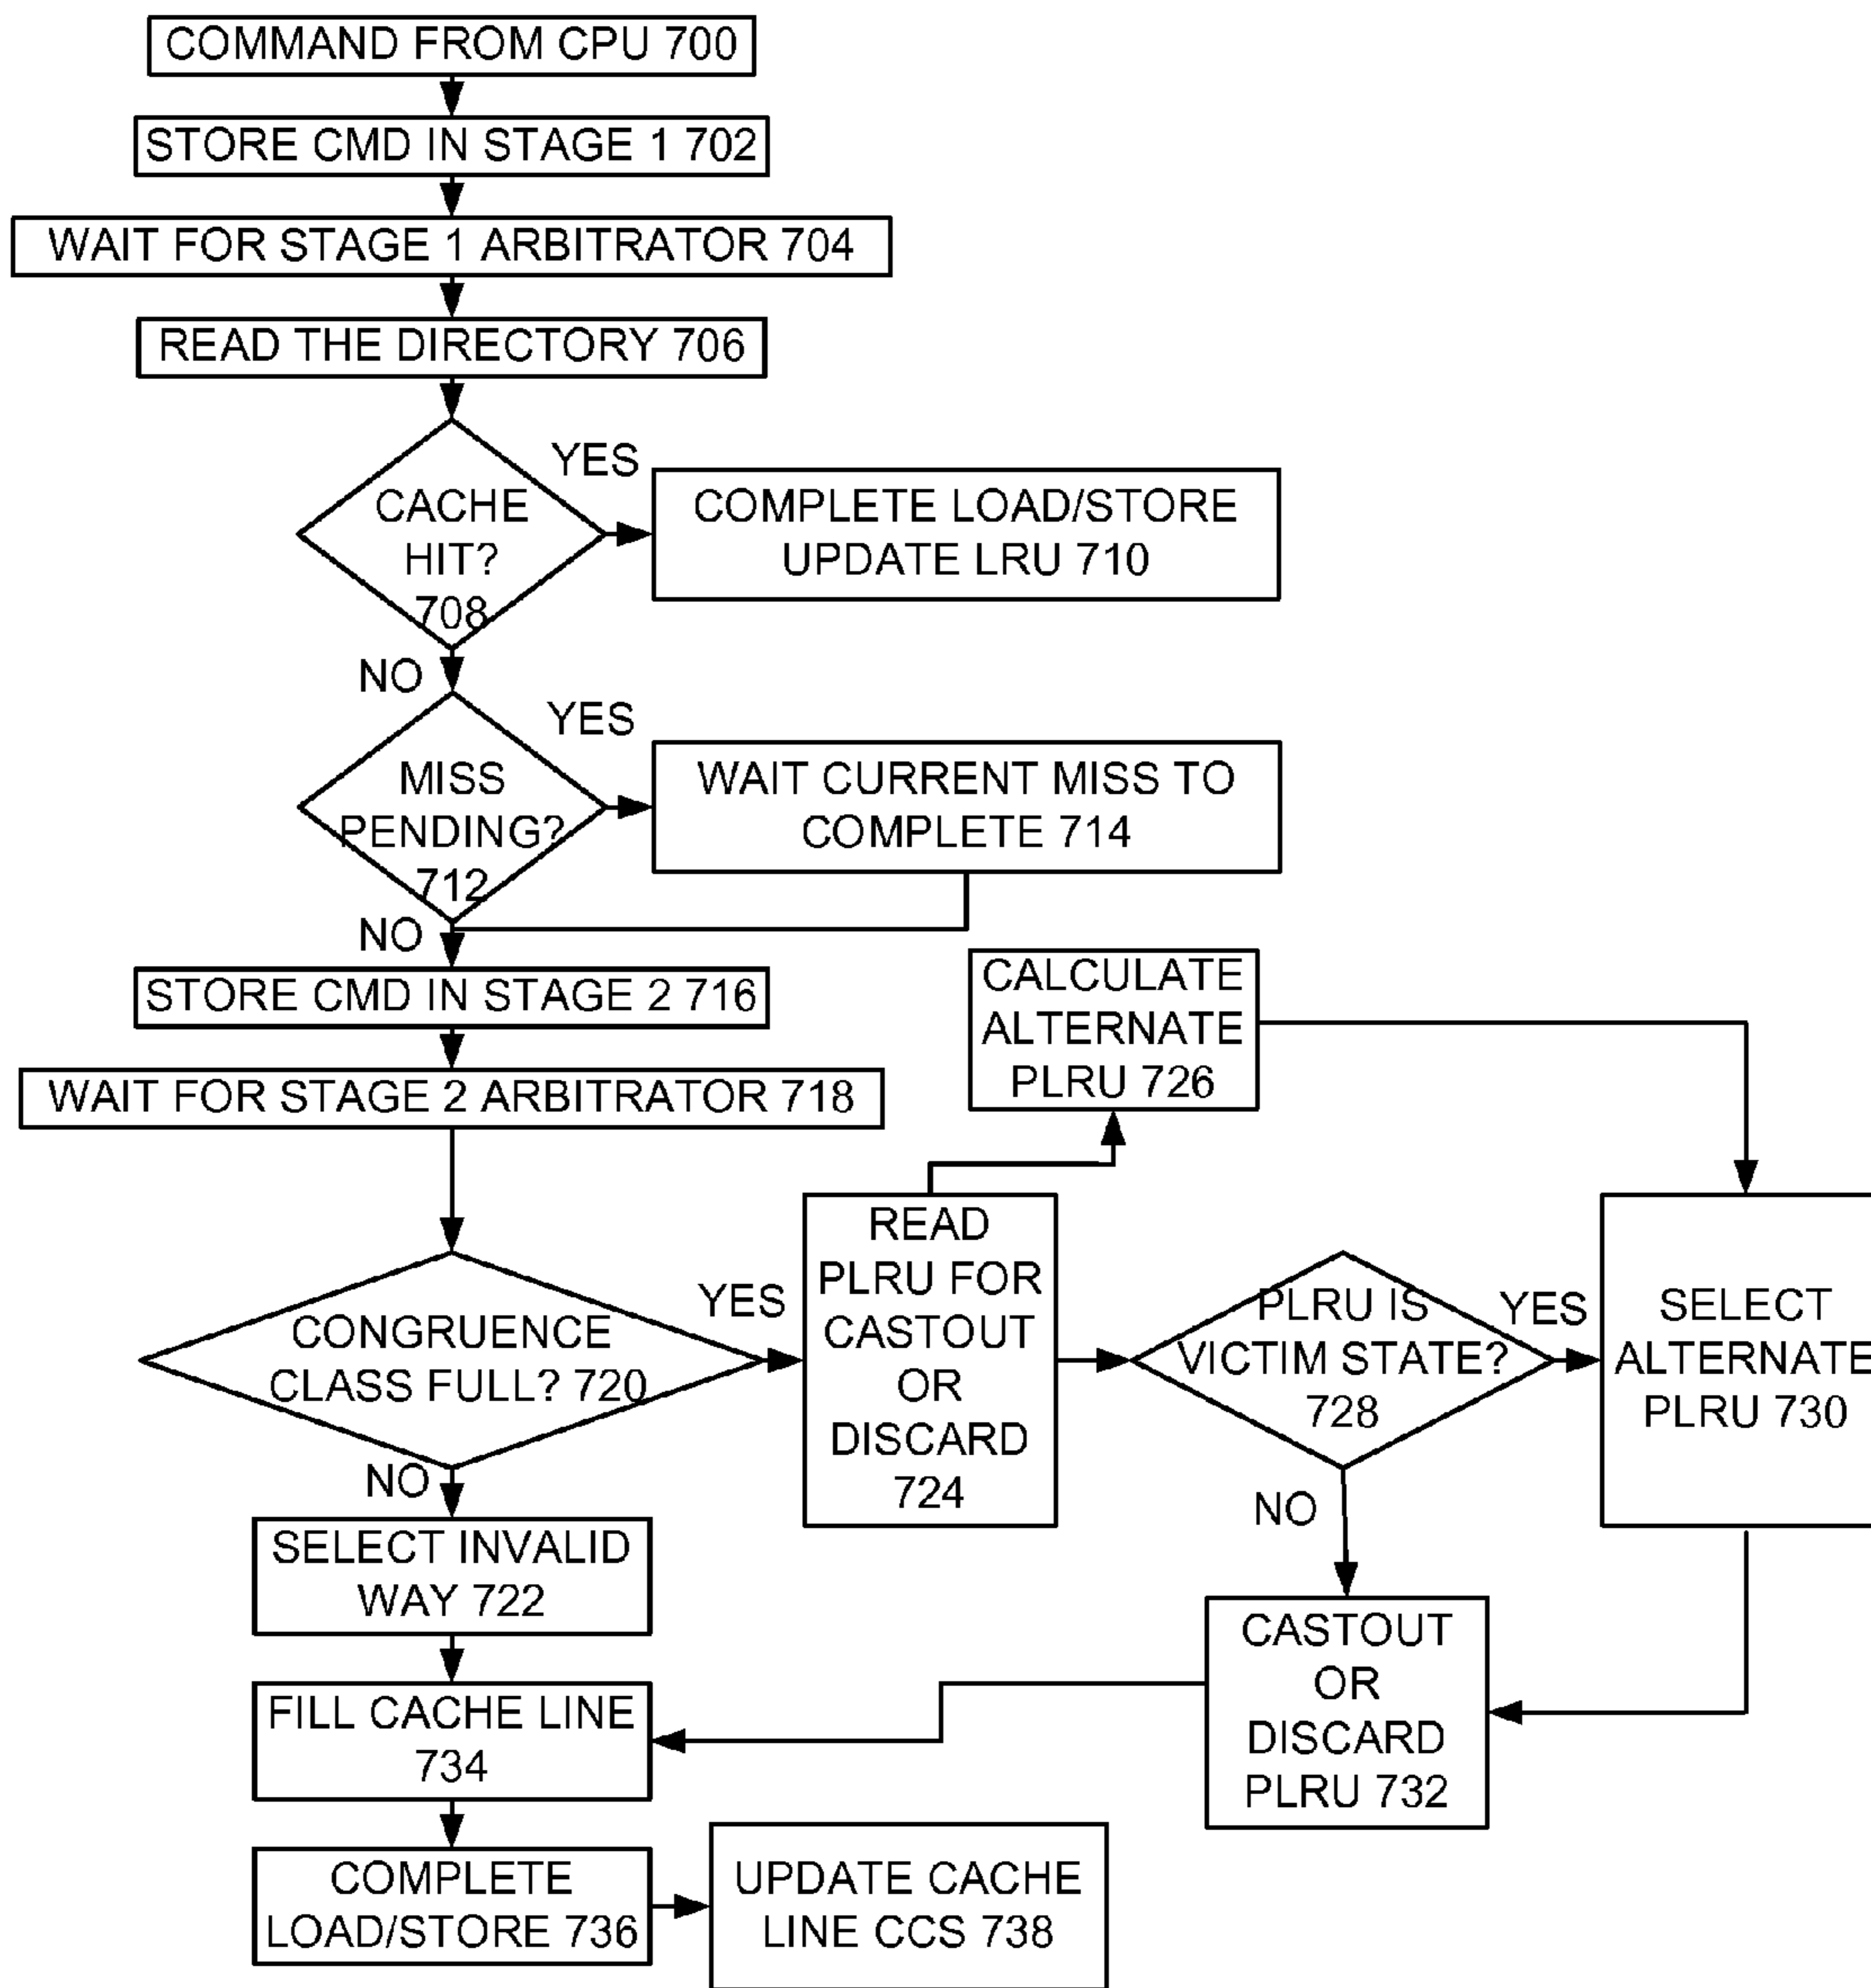 COMMAND FROM CPU 700
STORE CMD IN STAGE 1 702
WAIT FOR STAGE 1 ARBITRATOR 704
READ THE DIRECTORY 706
CACHE
HIT?
708
YES
COMPLETE LOAD/STORE
UPDATE LRU 710
NO
MISS
PENDING?
712
YES
WAIT CURRENT MISS TO
COMPLETE 714
NO
STORE CMD IN STAGE 2 716
WAIT FOR STAGE 2 ARBITRATOR 718
CONGRUENCE
CLASS FULL? 720
YES
READ
PLRU FOR
CASTOUT
OR
DISCARD
724
CALCULATE
ALTERNATE
PLRU 726
PLRU IS
VICTIM STATE?
728
YES
SELECT
ALTERNATE
PLRU 730
NO
CASTOUT
OR
DISCARD
PLRU 732
NO
SELECT INVALID
WAY 722
FILL CACHE LINE
734
COMPLETE
LOAD/STORE 736
UPDATE CACHE
LINE CCS 738